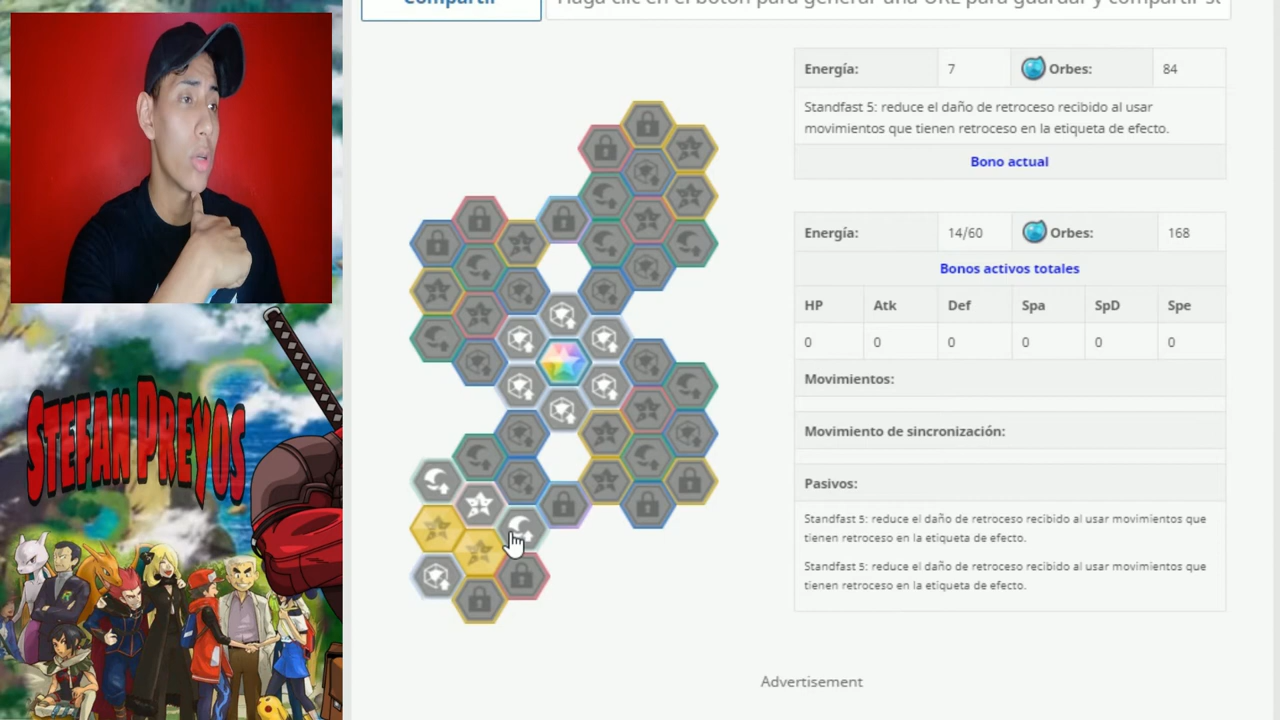 Compartir
Haga clic en el botón para generar una URL para guardar y compartir
Energía: 7 Orbes: 84
Standfast 5: reduce el daño de retroceso recibido al usar
movimientos que tienen retroceso en la etiqueta de efecto.
Bono actual
Energía: 14/60 Orbes: 168
Bonos activos totales
HP Atk Def Spa SpD Spe
0 0 0 0 0 0
Movimientos:
Movimiento de sincronización:
Pasivos:
Standfast 5: reduce el daño de retroceso recibido al usar movimientos que
tienen retroceso en la etiqueta de efecto.
Standfast 5: reduce el daño de retroceso recibido al usar movimientos que
tienen retroceso en la etiqueta de efecto.
Advertisement
STEFAN PREYOS